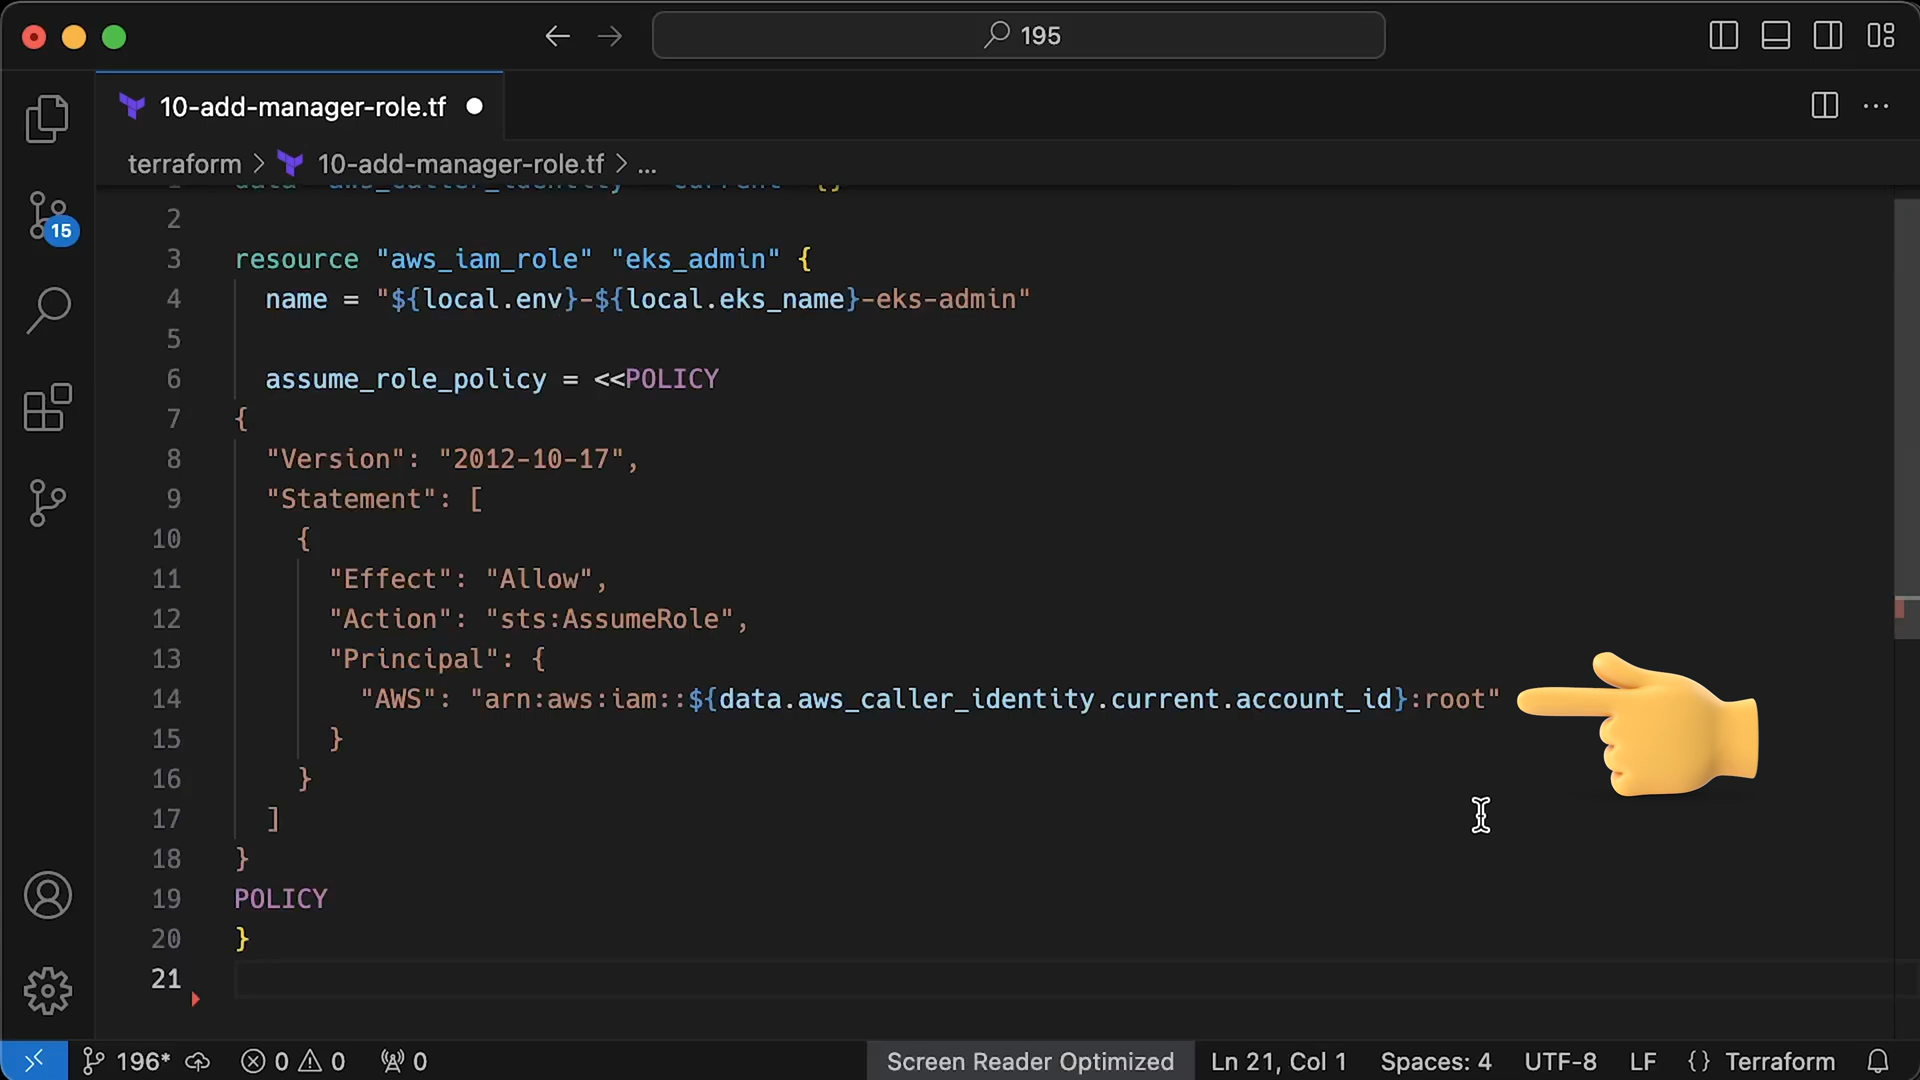 195
10-add-manager-role.tf
terraform > 10-add-manager-role.tf > ...
15
1 data "aws_caller_identity" "current" {}
2
3 resource "aws_iam_role" "eks_admin" {
4 name = "${local.env}-${local.eks_name}-eks-admin"
5
6 assume_role_policy = <<POLICY
7 {
8 "Version": "2012-10-17",
9 "Statement": [
10 {
11 "Effect": "Allow",
12 "Action": "sts:AssumeRole",
13 "Principal": {
14 "AWS": "arn:aws:iam::${data.aws_caller_identity.current.account_id}:root"
15 }
16 }
17 ]
18 }
19 POLICY
20 }
21
196* 0 0 0 Screen Reader Optimized Ln 21, Col 1 Spaces: 4 UTF-8 LF {} Terraform